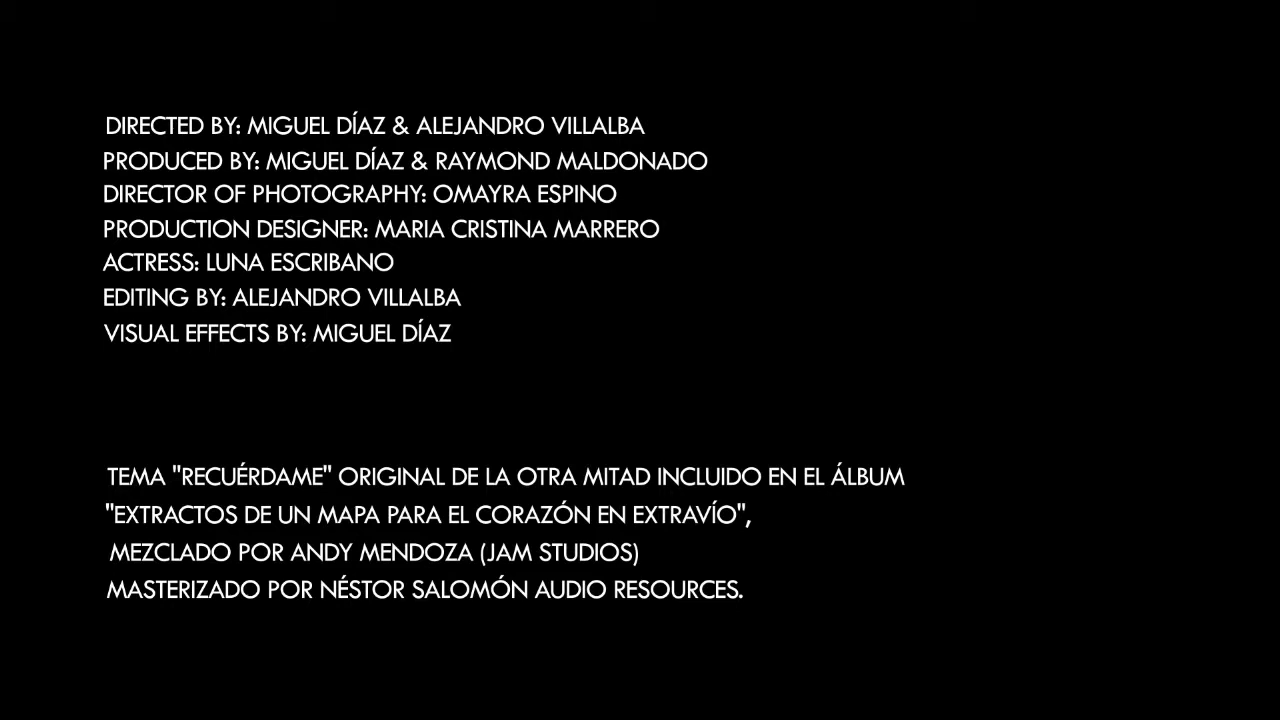 DIRECTED BY: MIGUEL DÍAZ & ALEJANDRO VILLALBA
PRODUCED BY: MIGUEL DÍAZ & RAYMOND MALDONADO
DIRECTOR OF PHOTOGRAPHY: OMAYRA ESPINO
PRODUCTION DESIGNER: MARIA CRISTINA MARRERO
ACTRESS: LUNA ESCRIBANO
EDITING BY: ALEJANDRO VILLALBA
VISUAL EFFECTS BY: MIGUEL DÍAZ
TEMA "RECUÉRDAME" ORIGINAL DE LA OTRA MITAD INCLUIDO EN EL ÁLBUM
"EXTRACTOS DE UN MAPA PARA EL CORAZÓN EN EXTRAVÍO",
MEZCLADO POR ANDY MENDOZA (JAM STUDIOS)
MASTERIZADO POR NÉSTOR SALOMÓN AUDIO RESOURCES.